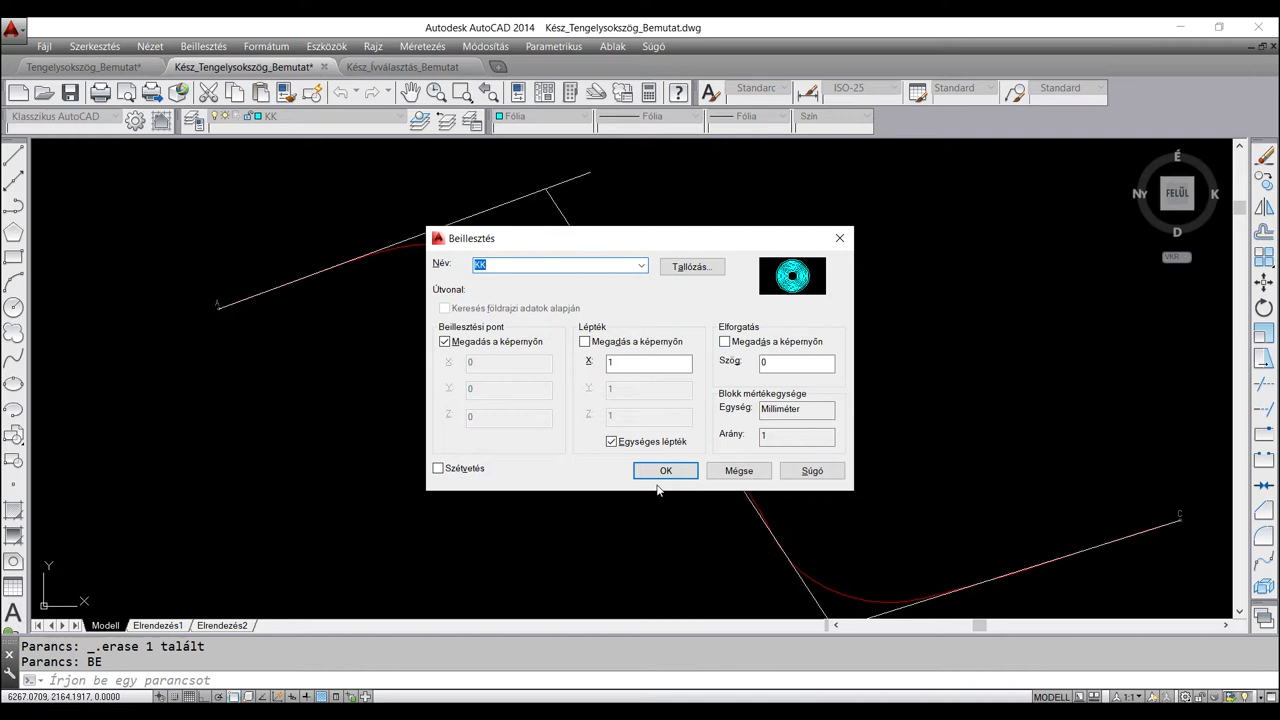 Autodesk AutoCAD 2014 Kész_Tengelysokszög_Bemutat.dwg
Fájl Szerkesztés Nézet Beillesztés Formátum Eszközök Rajz Méretezés Módosítás Parametrikus Ablak Súgó
Tengelysokszög_Bemutat* Kész_Tengelysokszög_Bemutat* Kész_Ívválasztás_Bemutat
Standard ISO-25 Standard Standard
Klasszikus AutoCAD KK Fólia Fólia Fólia Szín
É
Ny FELÜL K
D
VKR
A
C
Beillesztés
Név: KK Tallózás...
Útvonal:
Keresés földrajzi adatok alapján
Beillesztési pont Lépték Elforgatás
Megadás a képernyőn Megadás a képernyőn Megadás a képernyőn
X: 0 X: 1 Szög: 0
Y: 0 Y: 1
Blokk mértékegysége
Egység: Milliméter
Z: 0 Z: 1
Arány: 1
Egységes lépték
Szétvetés OK Mégse Súgó
Y
X
Modell Elrendezés1 Elrendezés2
Parancs: _.erase 1 talált
Parancs: BE
Írjon be egy parancsot
6267.0709, 2164.1917, 0.0000 MODELL 1:1